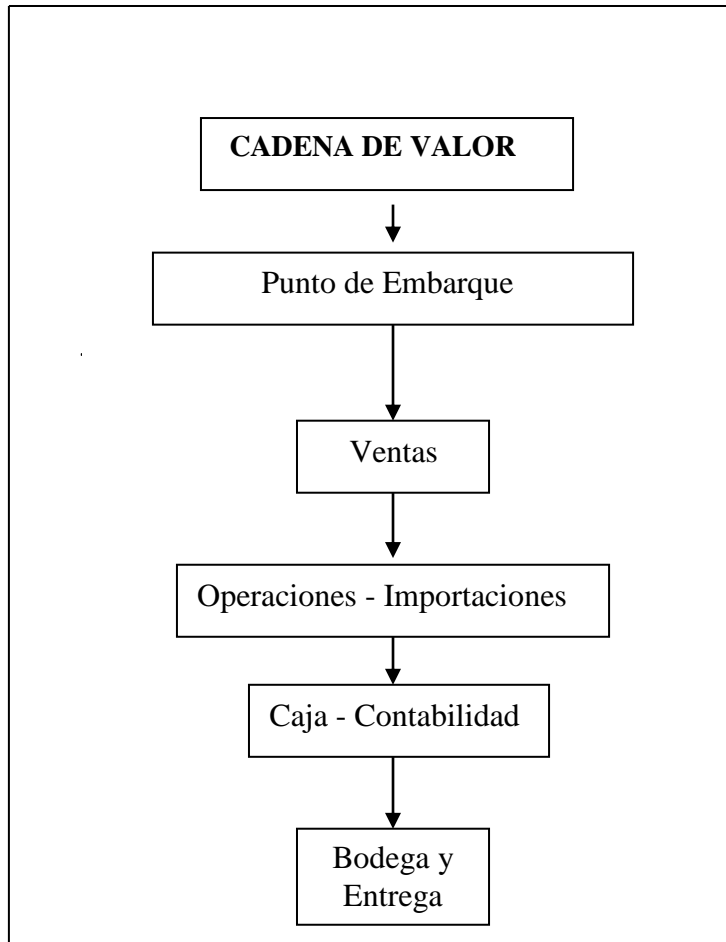 CADENA DE VALOR
Punto de Embarque
Ventas
Operaciones - Importaciones
Caja - Contabilidad
Bodega y
Entrega